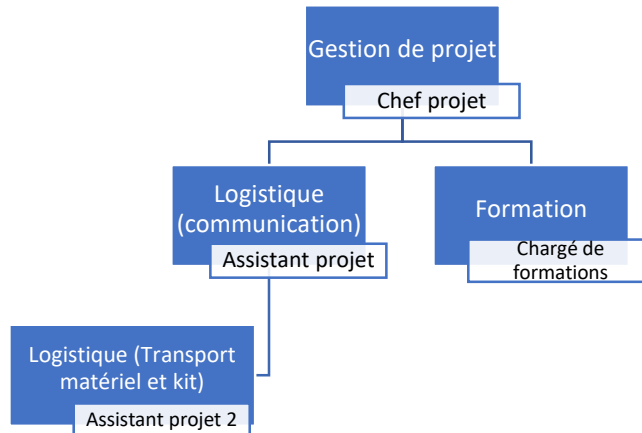 Gestion de projet
Chef projet
Logistique
(communication)
Assistant projet
Formation
Chargé de
formations
Logistique (Transport
matériel et kit)
Assistant projet 2